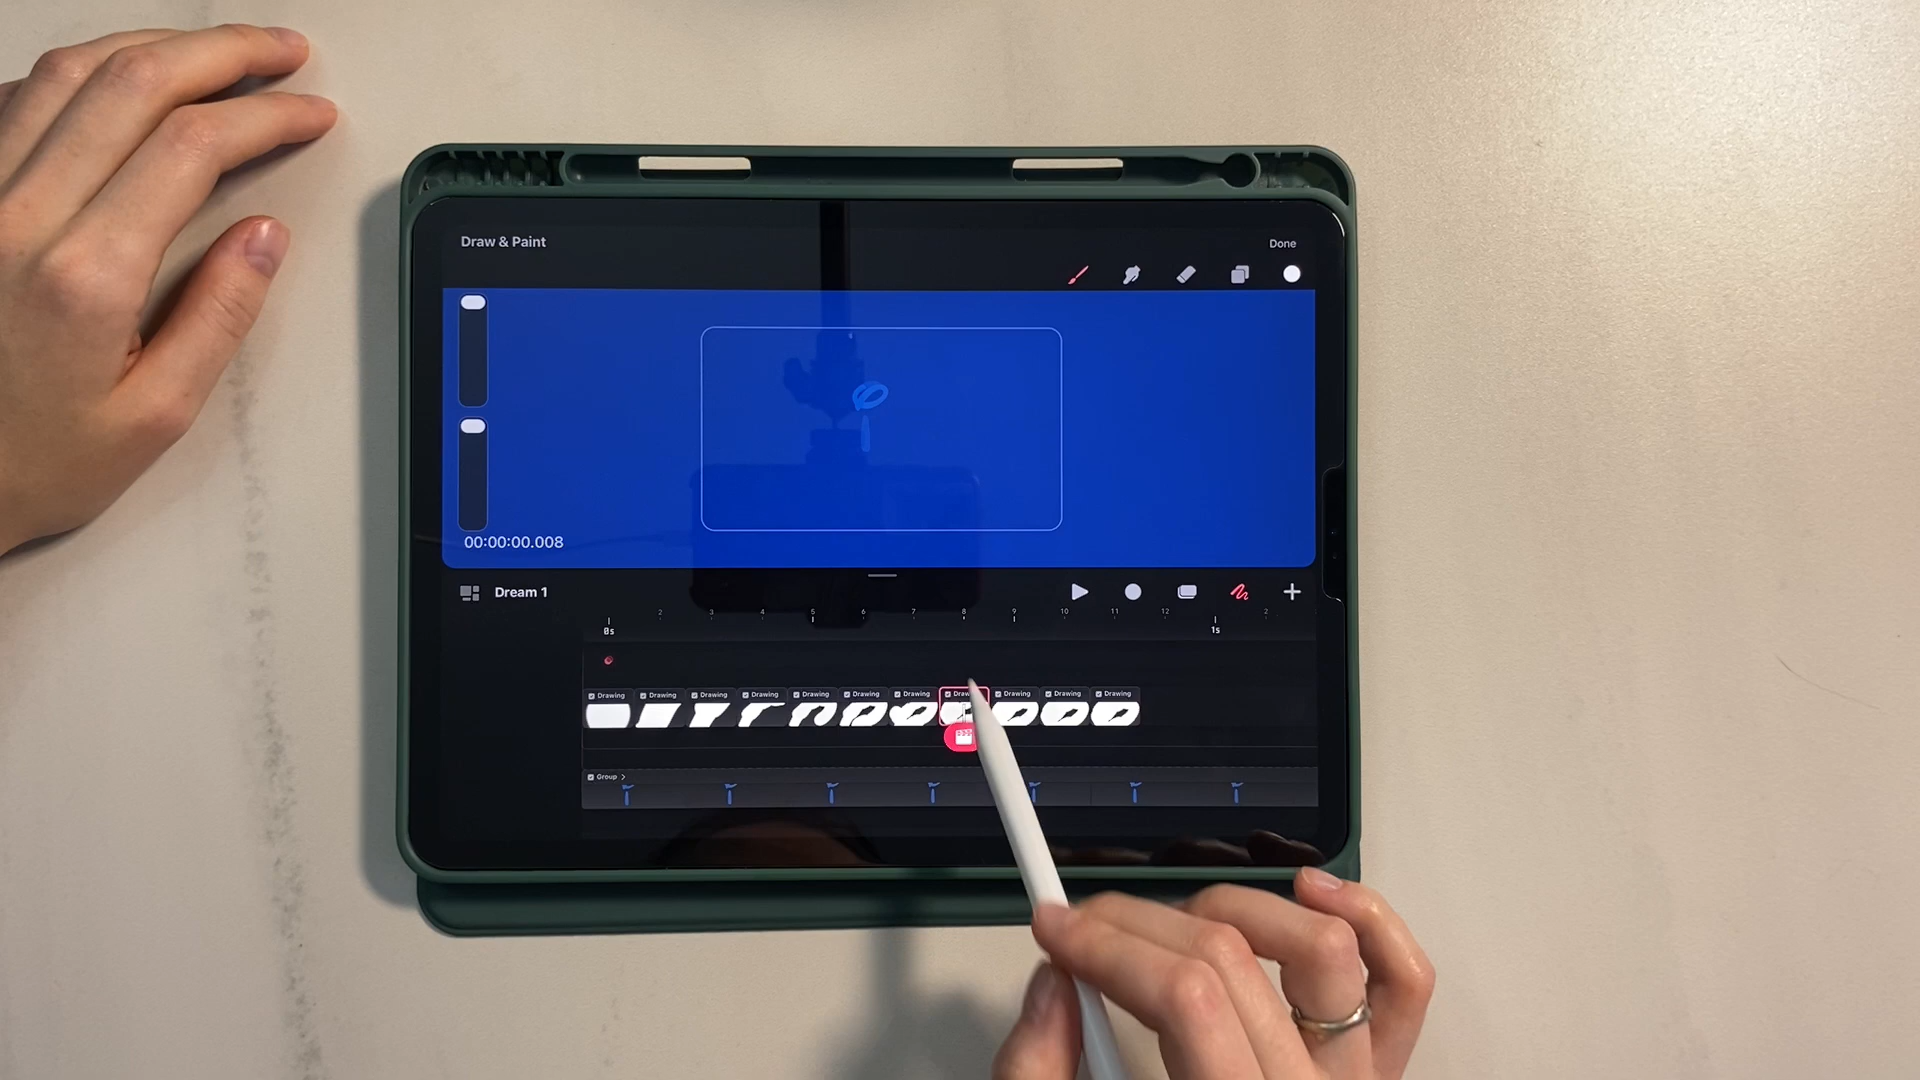 Draw & Paint
Done
00:00:00.008
Dream 1
2 3 4 5 6 7 8 9 10 11 12 2
0s 1s
Drawing Drawing Drawing Drawing Drawing Drawing Drawing Drawing Drawing Drawing
Group >